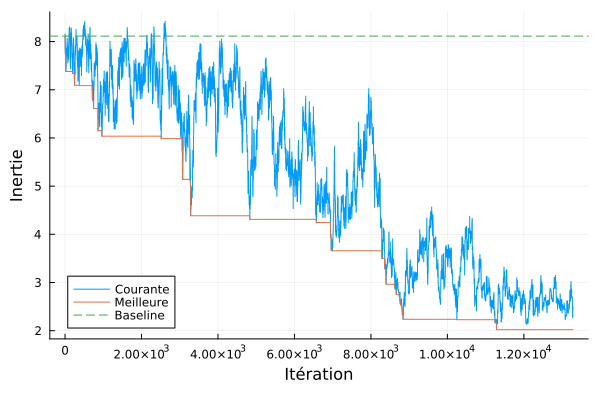 Inertie
8
7
6
5
4
3
2
Courante
Meilleure
Baseline
0
2.00×10³
4.00×10³
6.00×10³
8.00×10³
1.00×10⁴
1.20×10⁴
Itération